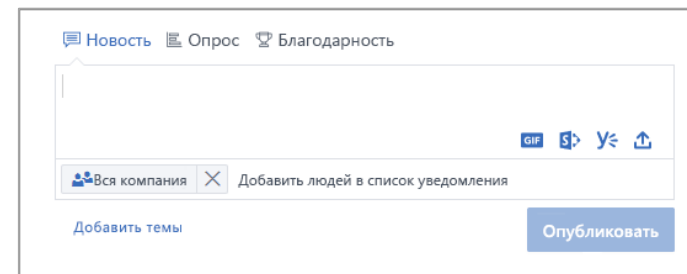 Новость Опрос Благодарность
GIF
Вся компания Добавить людей в список уведомления
Добавить темы Опубликовать